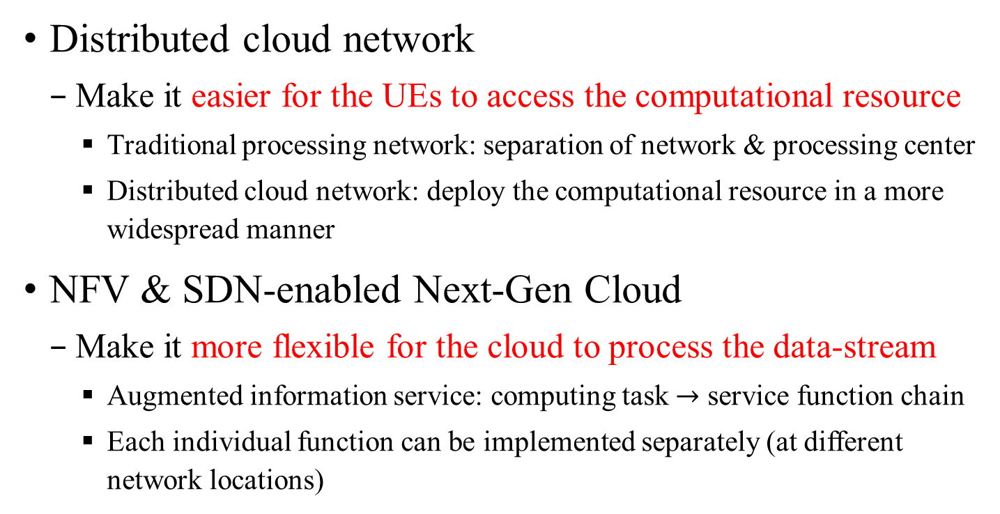 • Distributed cloud network
– Make it easier for the UEs to access the computational resource
▪ Traditional processing network: separation of network & processing center
▪ Distributed cloud network: deploy the computational resource in a more
widespread manner
• NFV & SDN-enabled Next-Gen Cloud
– Make it more flexible for the cloud to process the data-stream
▪ Augmented information service: computing task → service function chain
▪ Each individual function can be implemented separately (at different
network locations)